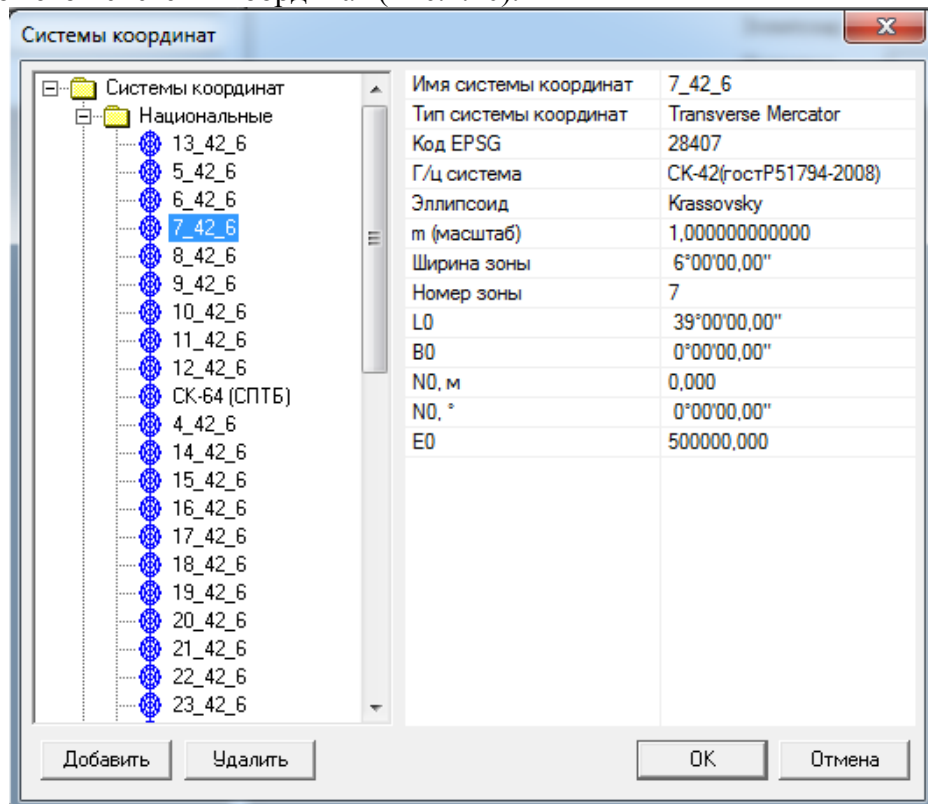 Системы координат
Системы координат
Национальные
13_42_6
5_42_6
6_42_6
7_42_6
8_42_6
9_42_6
10_42_6
11_42_6
12_42_6
СК-64 (СПТБ)
4_42_6
14_42_6
15_42_6
16_42_6
17_42_6
18_42_6
19_42_6
20_42_6
21_42_6
22_42_6
23_42_6
Имя системы координат 7_42_6
Тип системы координат Transverse Mercator
Код EPSG 28407
Г/ц система СК-42(гостР51794-2008)
Эллипсоид Krassovsky
m (масштаб) 1,000000000000
Ширина зоны 6°00'00,00"
Номер зоны 7
L0 39°00'00,00"
B0 0°00'00,00"
N0, м 0,000
N0, ° 0°00'00,00"
E0 500000,000
Добавить Удалить OK Отмена